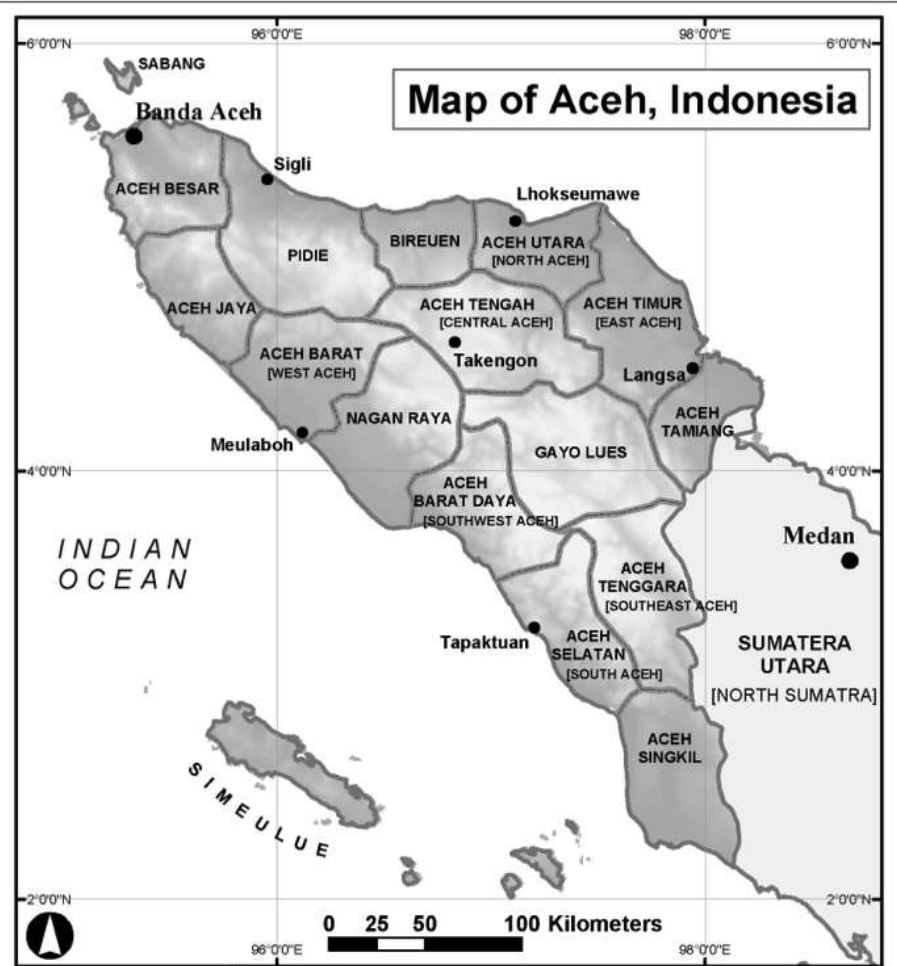 96°0'0"E
98°0'0"E
6°0'0"N
6°0'0"N
SABANG
Map of Aceh, Indonesia
Banda Aceh
Sigli
ACEH BESAR
Lhokseumawe
BIREUEN
ACEH UTARA
[NORTH ACEH]
PIDIE
ACEH JAYA
ACEH TENGAH
[CENTRAL ACEH]
ACEH TIMUR
[EAST ACEH]
ACEH BARAT
[WEST ACEH]
Takengon
Langsa
NAGAN RAYA
ACEH
TAMIANG
Meulaboh
GAYO LUES
4°0'0"N
4°0'0"N
ACEH
BARAT DAYA
[SOUTHWEST ACEH]
INDIAN
OCEAN
Medan
ACEH
TENGGARA
[SOUTHEAST ACEH]
Tapaktuan
ACEH
SELATAN
[SOUTH ACEH]
SUMATERA
UTARA
[NORTH SUMATRA]
ACEH
SINGKIL
SIMEULUE
2°0'0"N
2°0'0"N
0 25 50 100 Kilometers
96°0'0"E
98°0'0"E